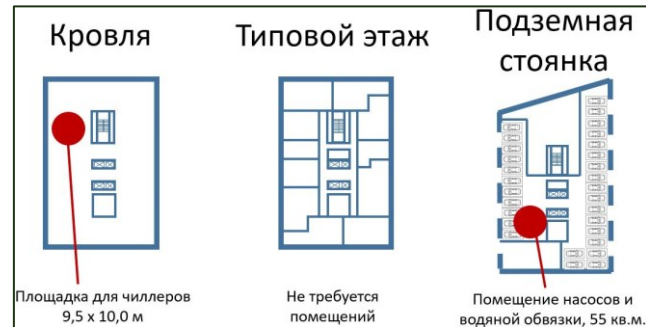 Кровля
Типовой этаж
Подземная
стоянка
Площадка для чиллеров
9,5 х 10,0 м
Не требуется
помещений
Помещение насосов и
водяной обвязки, 55 кв.м.